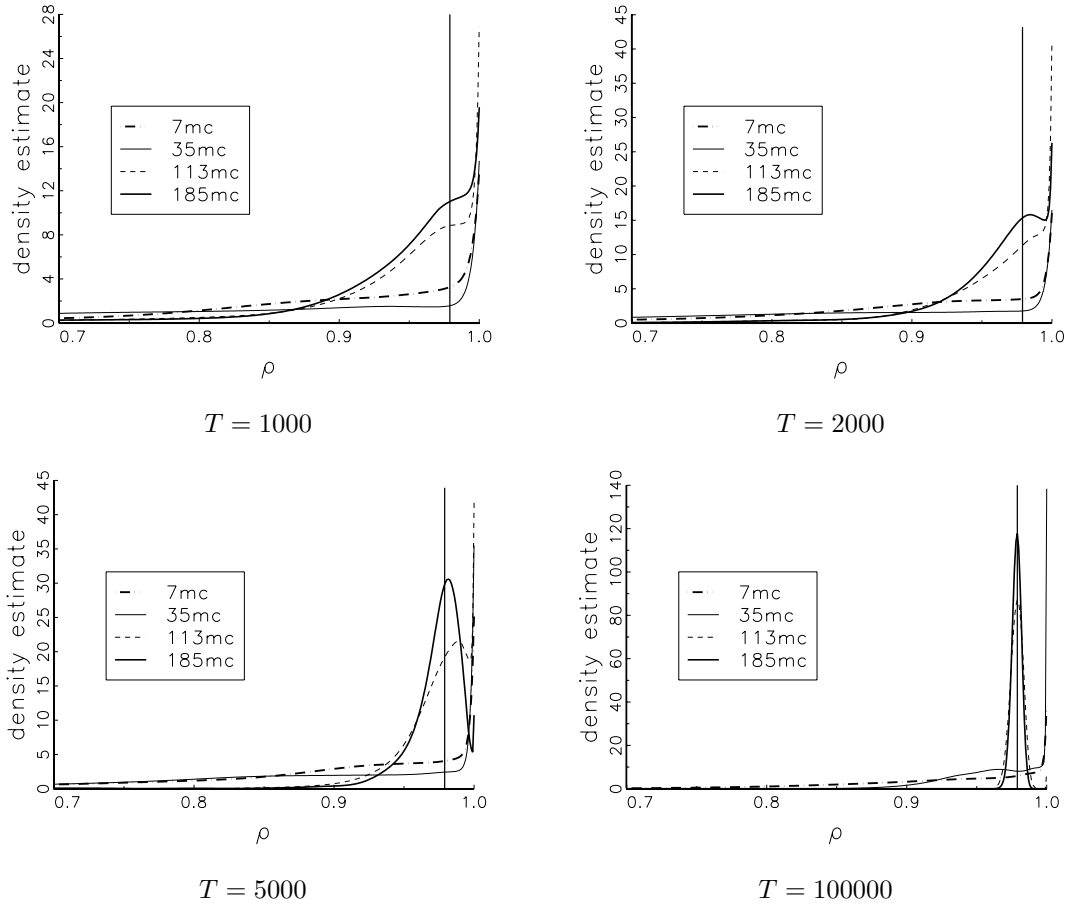 density estimate
28
24
20
16
12
8
4
0
7mc
35mc
113mc
185mc
0.7
0.8
0.9
1.0
ρ
T = 1000
density estimate
45
40
35
30
25
20
15
10
5
0
7mc
35mc
113mc
185mc
0.7
0.8
0.9
1.0
ρ
T = 2000
density estimate
45
40
35
30
25
20
15
10
5
0
7mc
35mc
113mc
185mc
0.7
0.8
0.9
1.0
ρ
T = 5000
density estimate
140
120
100
80
60
40
20
0
7mc
35mc
113mc
185mc
0.7
0.8
0.9
1.0
ρ
T = 100000